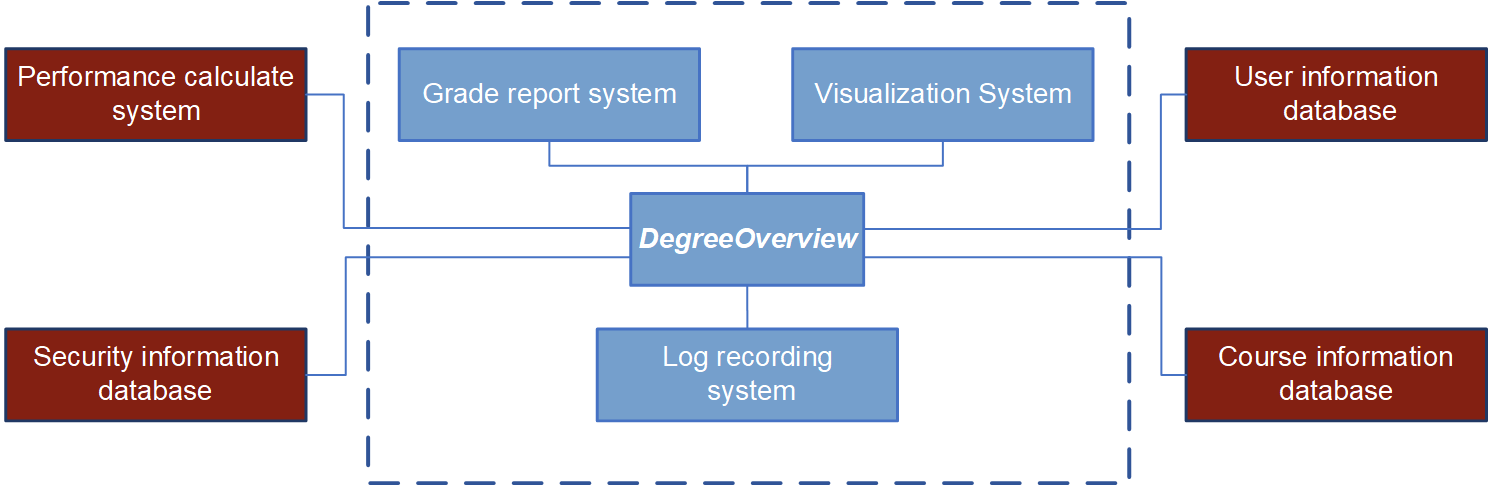 Performance calculate
system
Grade report system
Visualization System
User information
database
DegreeOverview
Security information
database
Log recording
system
Course information
database